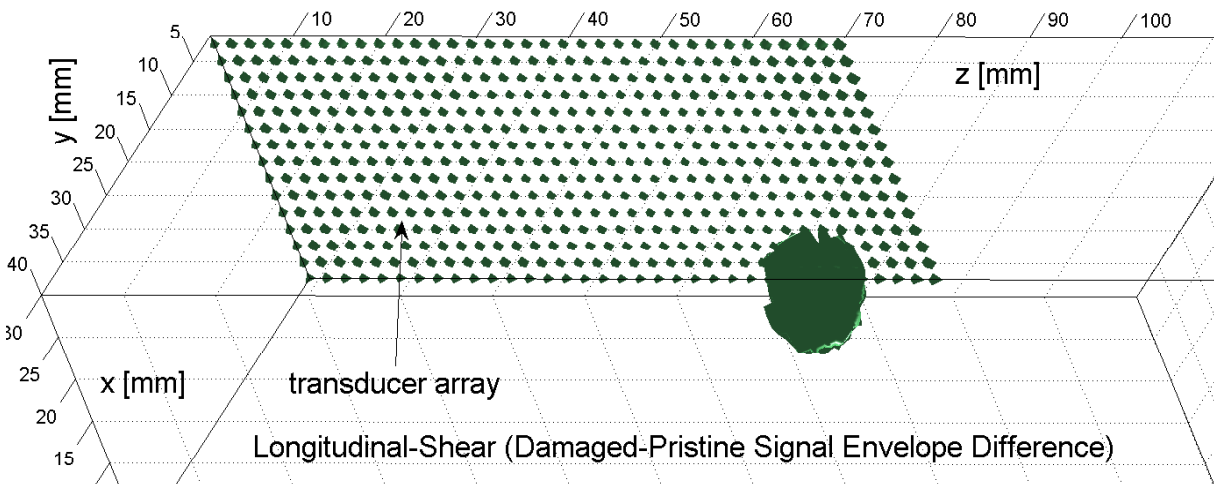 10 20 30 40 50 60 70 80 90 100
z [mm]
5
10
15
20
25
30
35
40
y [mm]
30
25
20
15
x [mm]
transducer array
Longitudinal-Shear (Damaged-Pristine Signal Envelope Difference)